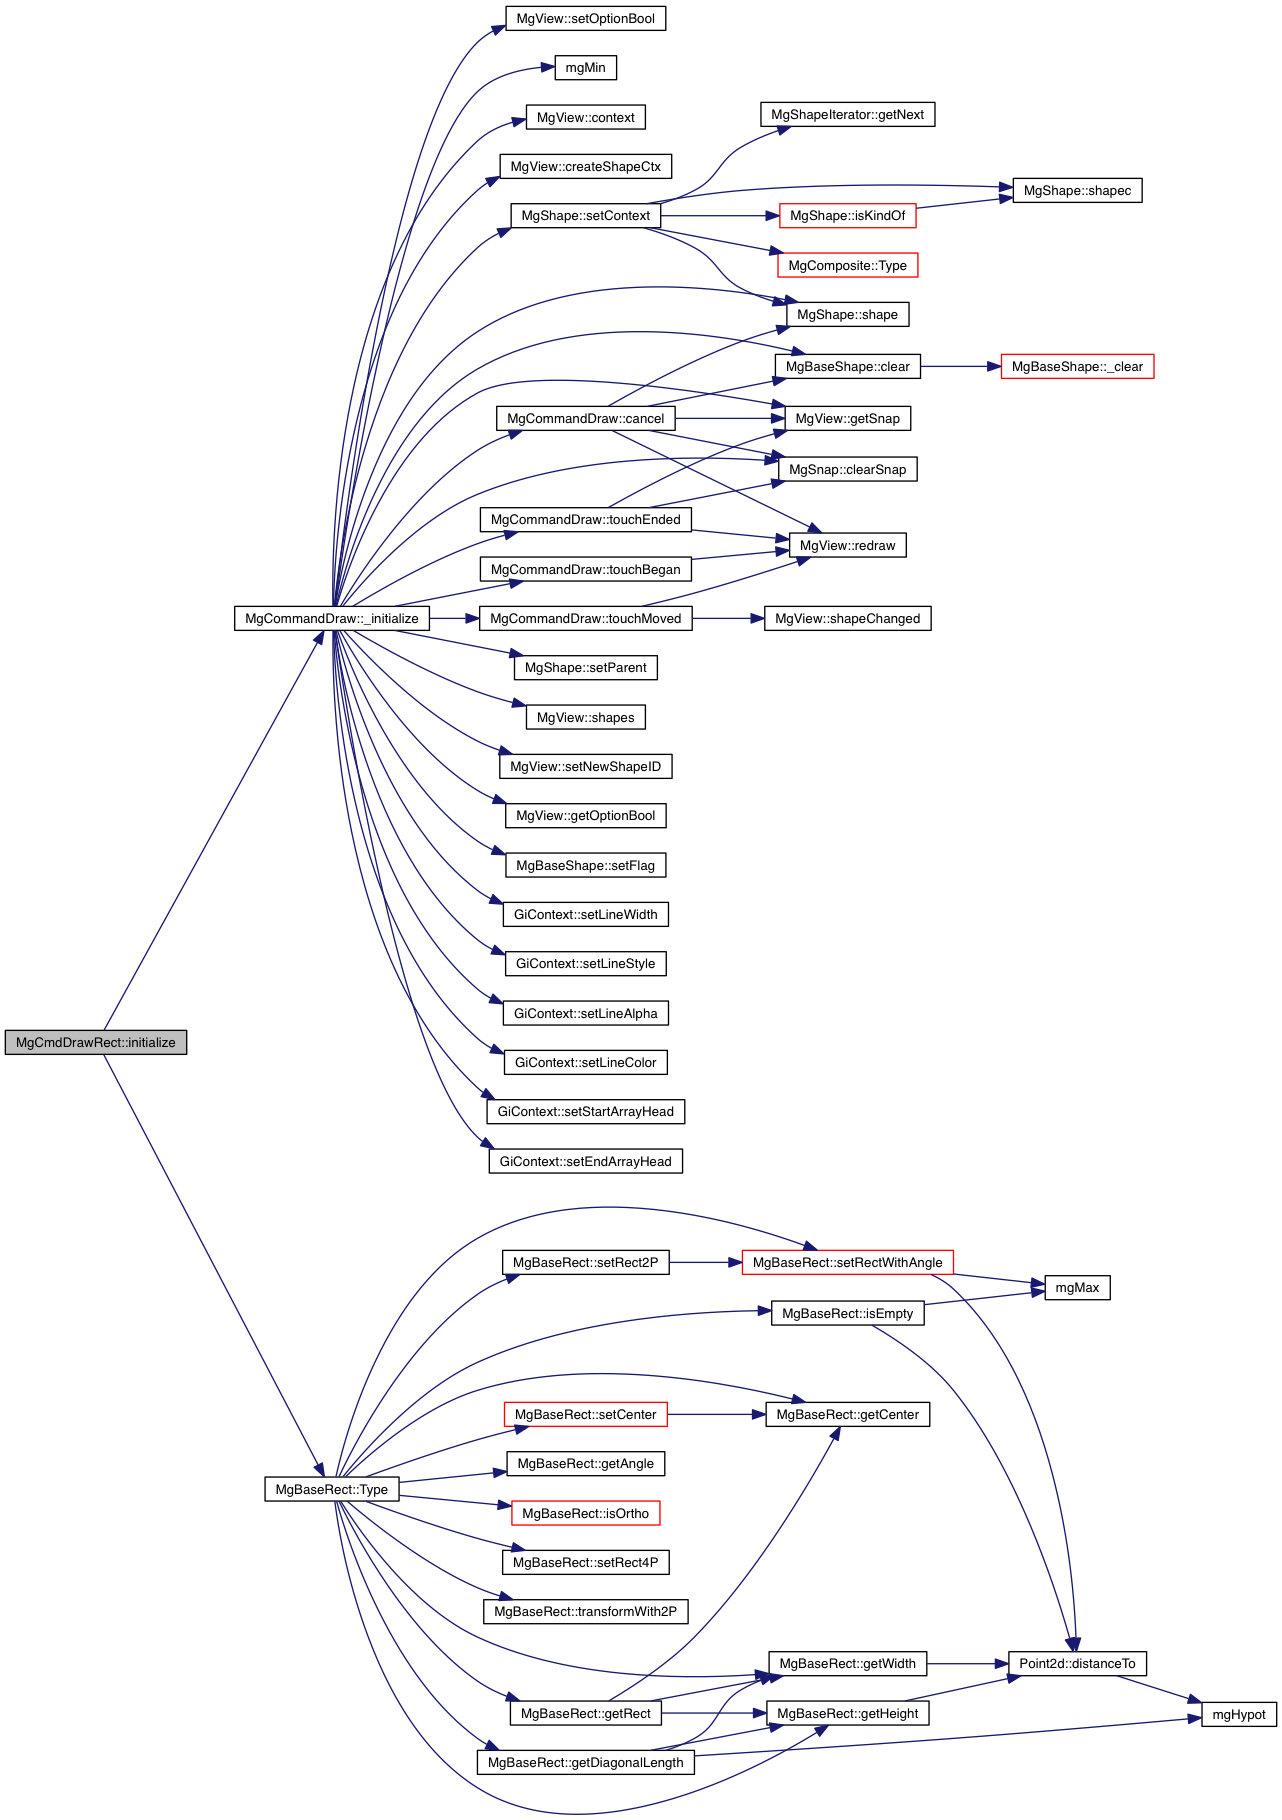 MgView::setOptionBool
mgMin
MgShapeIterator::getNext
MgView::context
MgView::createShapeCtx
MgShape::shapec
MgShape::setContext
MgShape::isKindOf
MgComposite::Type
MgShape::shape
MgBaseShape::clear
MgBaseShape::_clear
MgCommandDraw::cancel
MgView::getSnap
MgSnap::clearSnap
MgCommandDraw::touchEnded
MgView::redraw
MgCommandDraw::touchBegan
MgCommandDraw::_initialize
MgCommandDraw::touchMoved
MgView::shapeChanged
MgShape::setParent
MgView::shapes
MgView::setNewShapeID
MgView::getOptionBool
MgBaseShape::setFlag
GiContext::setLineWidth
GiContext::setLineStyle
GiContext::setLineAlpha
MgCmdDrawRect::initialize
GiContext::setLineColor
GiContext::setStartArrayHead
GiContext::setEndArrayHead
MgBaseRect::setRect2P
MgBaseRect::setRectWithAngle
mgMax
MgBaseRect::isEmpty
MgBaseRect::setCenter
MgBaseRect::getCenter
MgBaseRect::getAngle
MgBaseRect::Type
MgBaseRect::isOrtho
MgBaseRect::setRect4P
MgBaseRect::transformWith2P
MgBaseRect::getWidth
Point2d::distanceTo
MgBaseRect::getRect
MgBaseRect::getHeight
mgHypot
MgBaseRect::getDiagonalLength